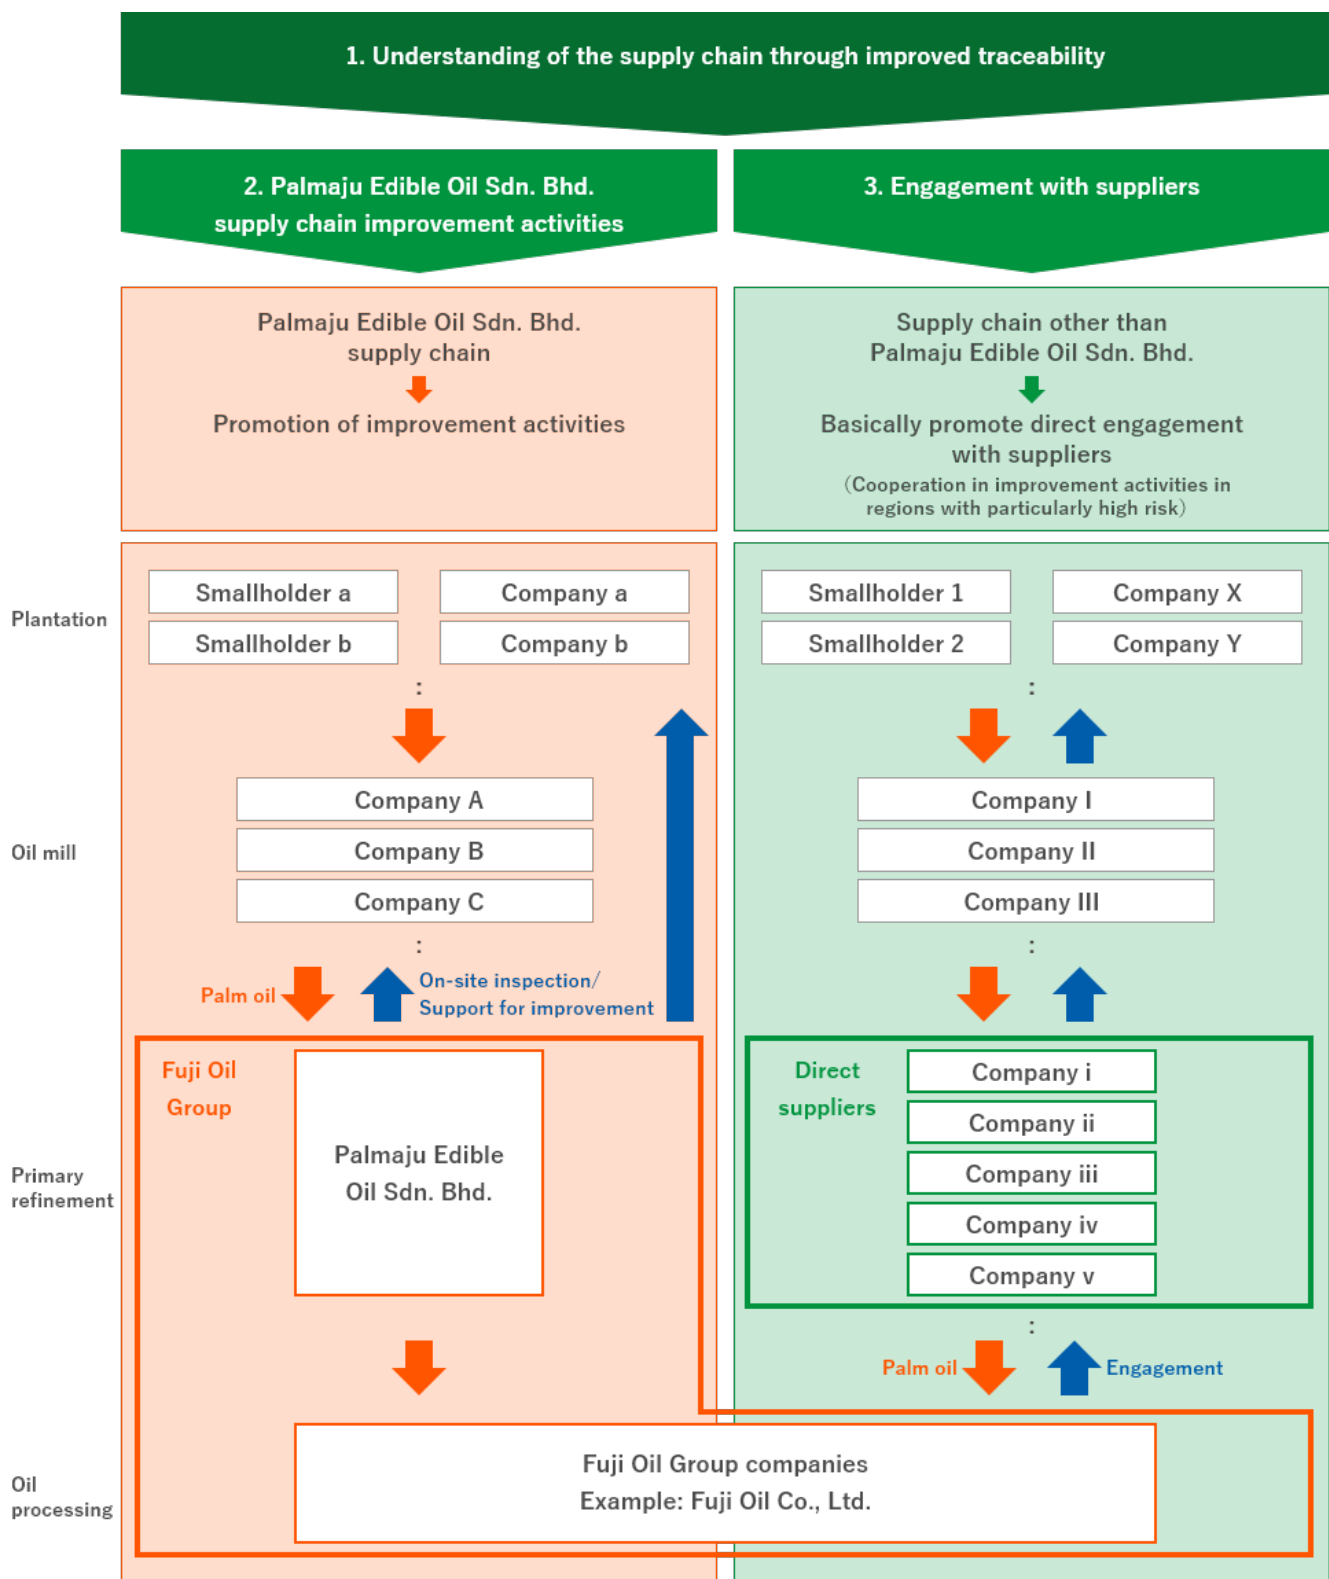 1. Understanding of the supply chain through improved traceability
2. Palmaju Edible Oil Sdn. Bhd.
supply chain improvement activities
3. Engagement with suppliers
Palmaju Edible Oil Sdn. Bhd.
supply chain
Promotion of improvement activities
Supply chain other than
Palmaju Edible Oil Sdn. Bhd.
Basically promote direct engagement
with suppliers
（Cooperation in improvement activities in
regions with particularly high risk）
Plantation
Smallholder a
Company a
Smallholder b
Company b
:
Smallholder 1
Company X
Smallholder 2
Company Y
:
Oil mill
Company A
Company B
Company C
:
Company I
Company II
Company III
:
Palm oil
On-site inspection/
Support for improvement
Primary
refinement
Fuji Oil
Group
Palmaju Edible
Oil Sdn. Bhd.
Direct
suppliers
Company i
Company ii
Company iii
Company iv
Company v
:
Palm oil
Engagement
Oil
processing
Fuji Oil Group companies
Example: Fuji Oil Co., Ltd.